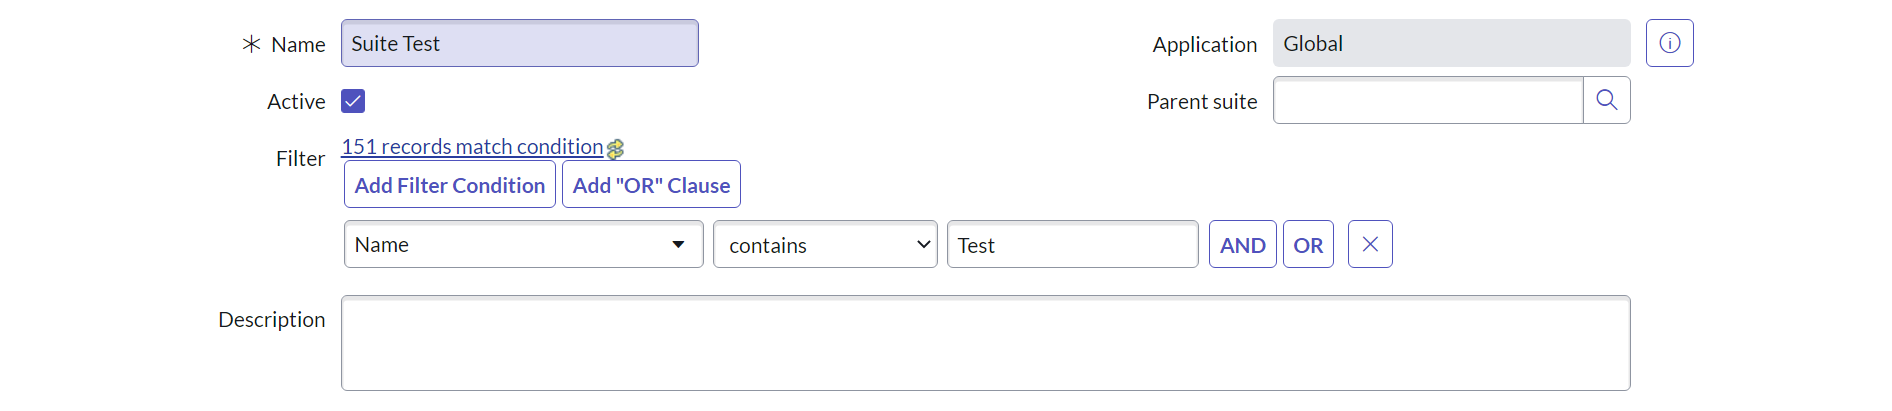 Name Suite Test Application Global
Active Parent suite
Filter 151 records match condition
Add Filter Condition Add "OR" Clause
Name contains Test AND OR
Description